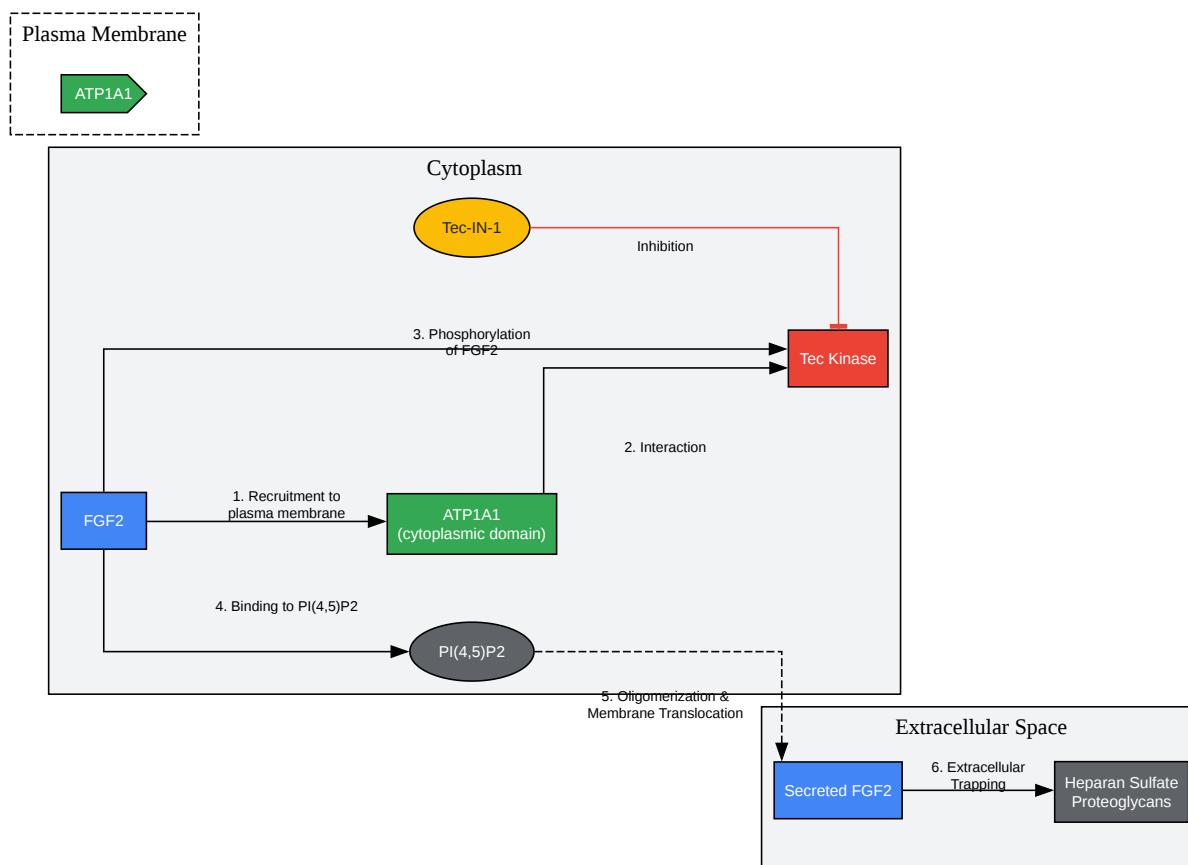 Plasma Membrane
ATP1A1
Cytoplasm
Tec-IN-1
Inhibition
3. Phosphorylation
of FGF2
Tec Kinase
2. Interaction
1. Recruitment to
plasma membrane
FGF2
ATP1A1
(cytoplasmic domain)
4. Binding to PI(4,5)P2
PI(4,5)P2
5. Oligomerization &
Membrane Translocation
Extracellular Space
6. Extracellular
Trapping
Secreted FGF2
Heparan Sulfate
Proteoglycans